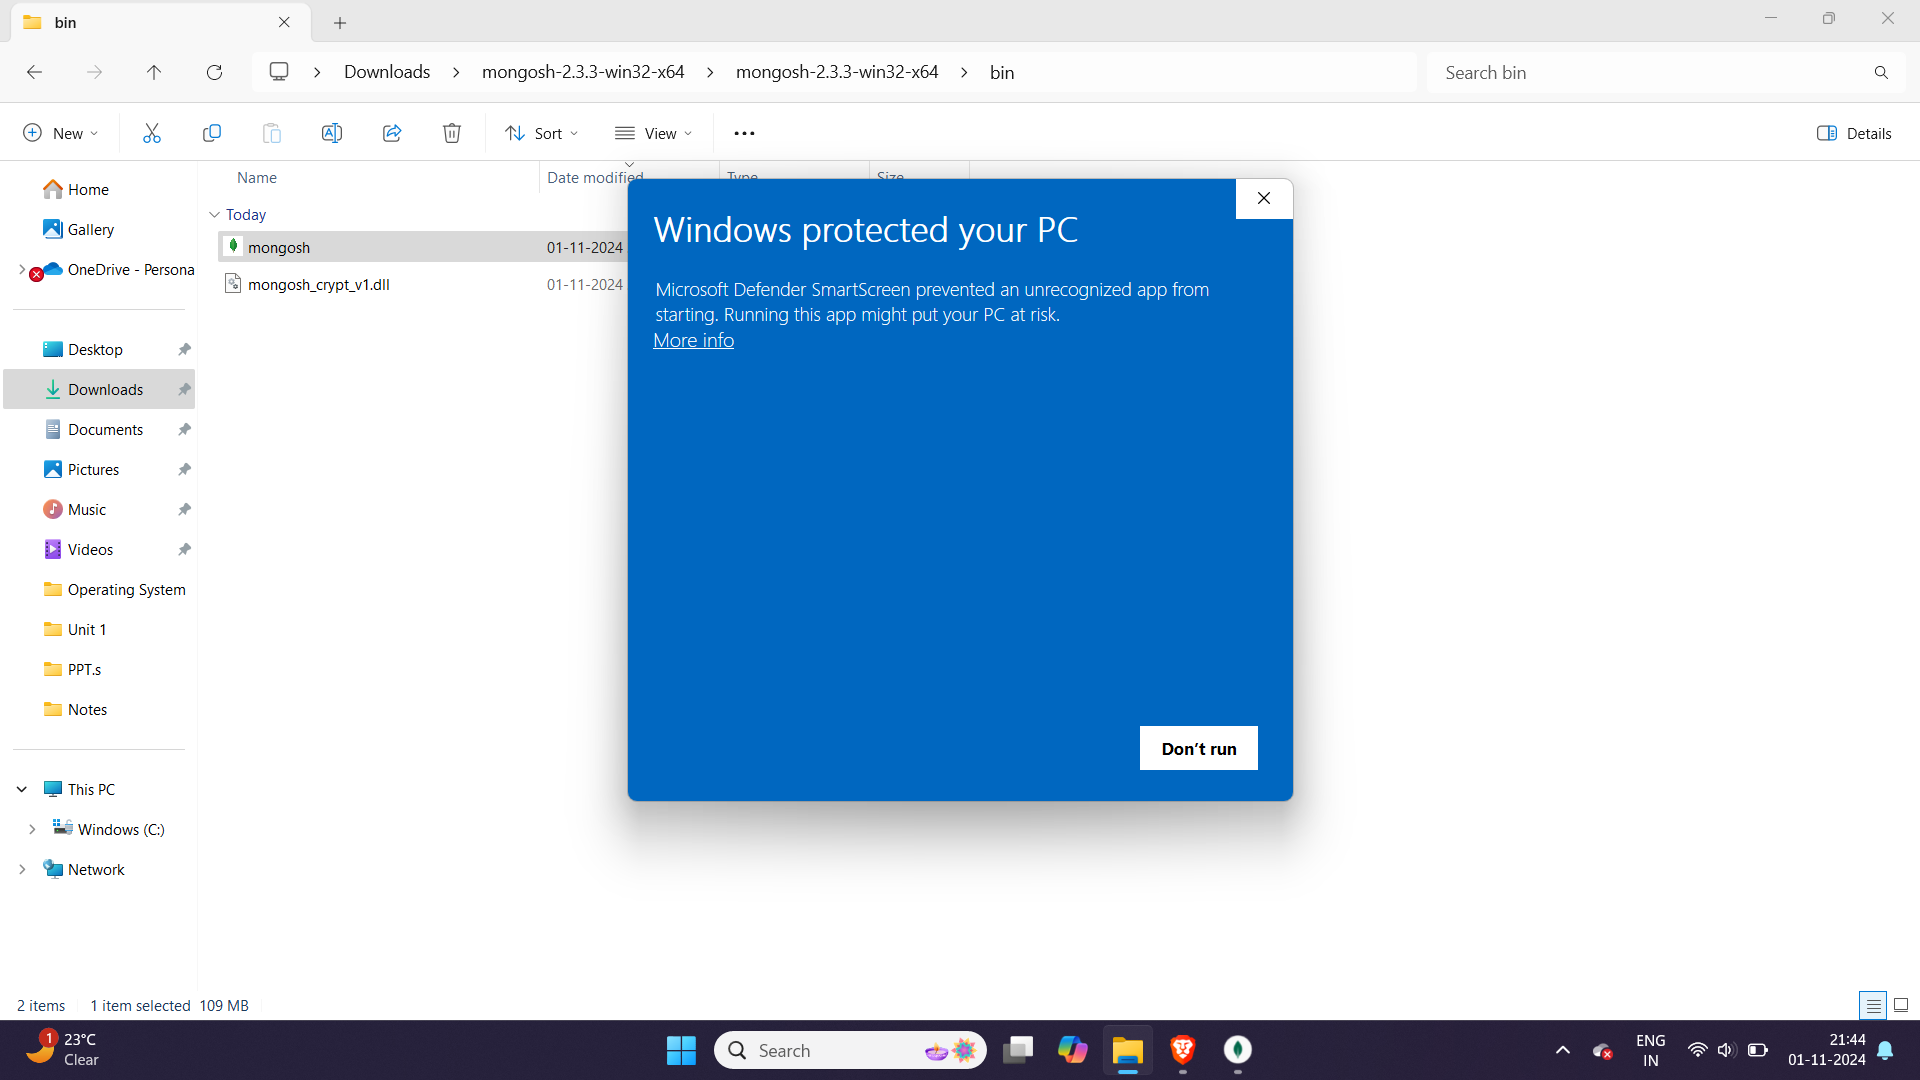 bin
Downloads
mongosh-2.3.3-win32-x64
mongosh-2.3.3-win32-x64
bin
Search bin
New
Sort
View
Details
Name
Date modified
Type
Size
Home
Gallery
OneDrive - Persona
Desktop
Downloads
Documents
Pictures
Music
Videos
Operating System
Unit 1
PPT.s
Notes
This PC
Windows (C:)
Network
Today
mongosh 01-11-2024
mongosh_crypt_v1.dll 01-11-2024
Windows protected your PC
Microsoft Defender SmartScreen prevented an unrecognized app from
starting. Running this app might put your PC at risk.
More info
Don't run
2 items 1 item selected 109 MB
1
23°C
Clear
Search
ENG
IN
21:44
01-11-2024